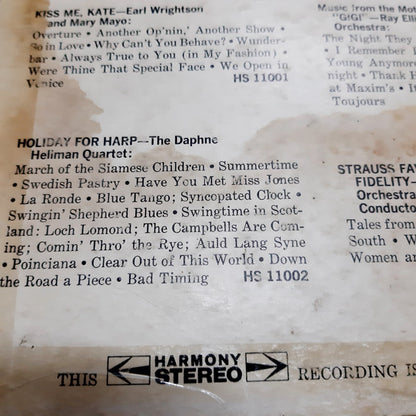 KISS ME, KATE—Earl Wrightson
and Mary Mayo:
Overture • Another Op'nin,' Another Show •
So in Love • Why Can't You Behave? • Wunder-
bar • Always True to You (in My Fashion) •
Were Thine That Special Face • We Open in
Venice HS 11001
HOLIDAY FOR HARP—The Daphne
Hellman Quartet:
March of the Siamese Children • Summertime
• Swedish Pastry • Have You Met Miss Jones
• La Ronde • Blue Tango; Syncopated Clock •
Swingin' Shepherd Blues • Swingtime in Scot-
land: Loch Lomond; The Campbells Are Com-
ing; Comin' Thro' the Rye; Auld Lang Syne
• Poinciana • Clear Out of This World • Down
the Road a Piece • Bad Timing HS 11002
Music from the Mot
"GIGI"—Ray Elli
Orchestra:
The Night They
I Remember I
Young Anymore
night • Thank H
at Maxim's • It
Toujours
STRAUSS FAV
FIDELITY—
Orchestra
Conducto
Tales from
South • W
Women an
THIS HARMONY STEREO RECORDING IS